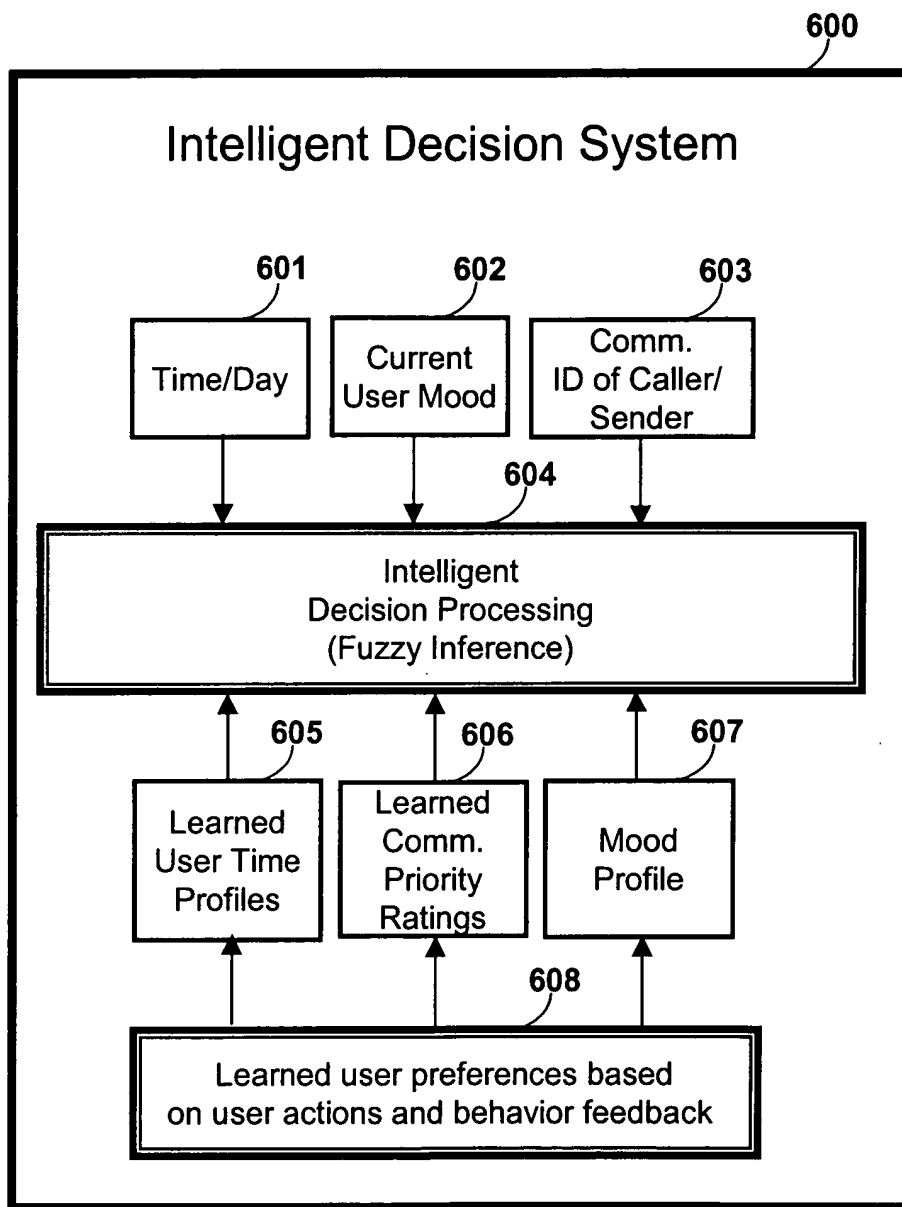 600
Intelligent Decision System
601
602
603
Time/Day
Current
User Mood
Comm.
ID of Caller/
Sender
604
Intelligent
Decision Processing
(Fuzzy Inference)
605
606
607
Learned
User Time
Profiles
Learned
Comm.
Priority
Ratings
Mood
Profile
608
Learned user preferences based
on user actions and behavior feedback